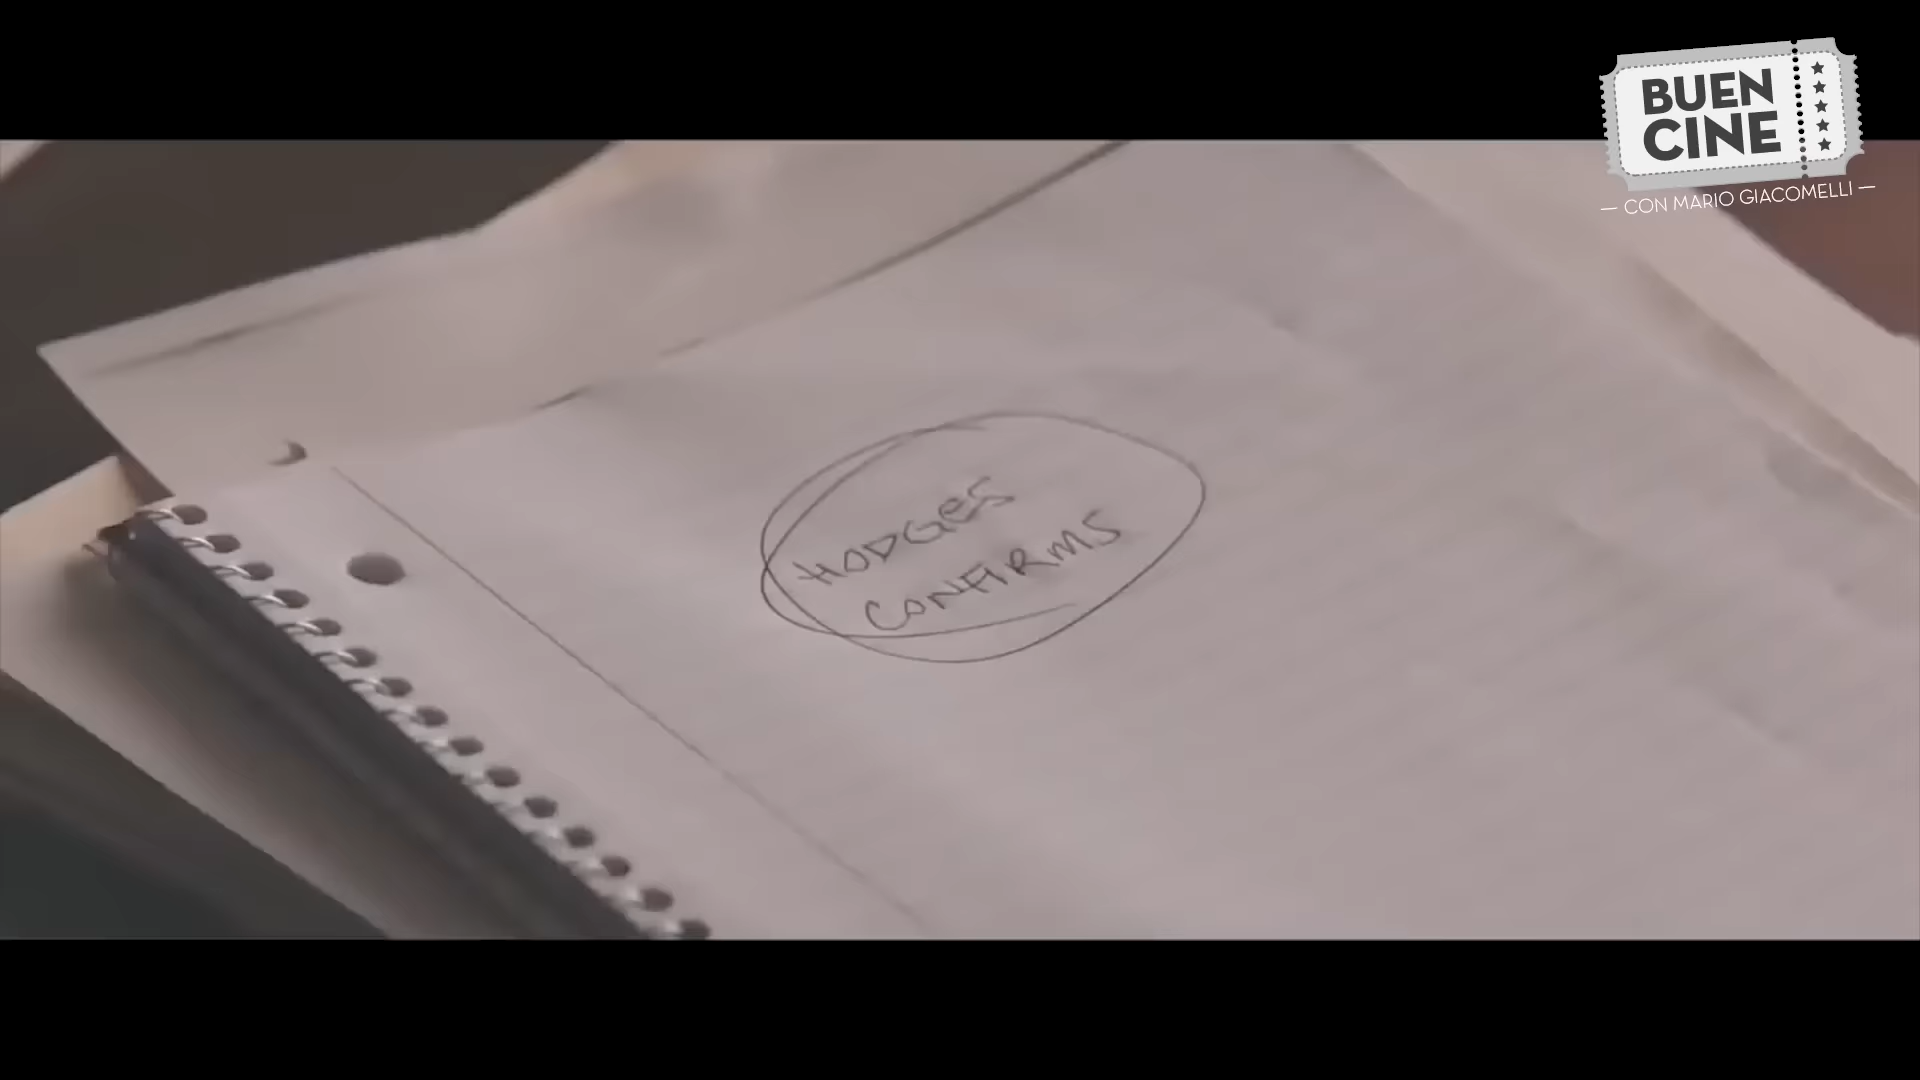 BUEN
CINE
— CON MARIO GIACOMELLI —
HODGES
CONFIRMS